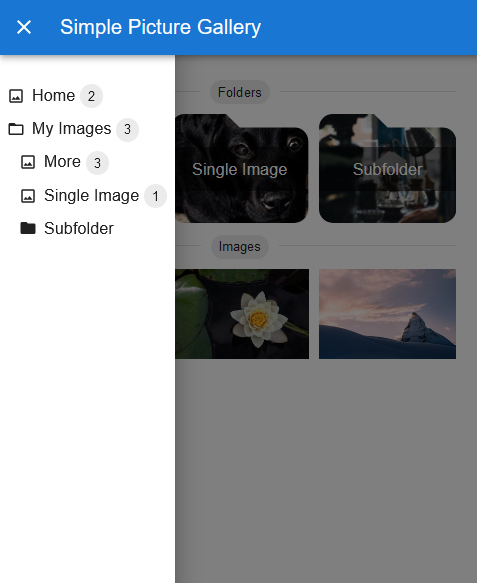 Simple Picture Gallery
Home 2
My Images 3
More 3
Single Image 1
Subfolder
Folders
Single Image
Subfolder
Images